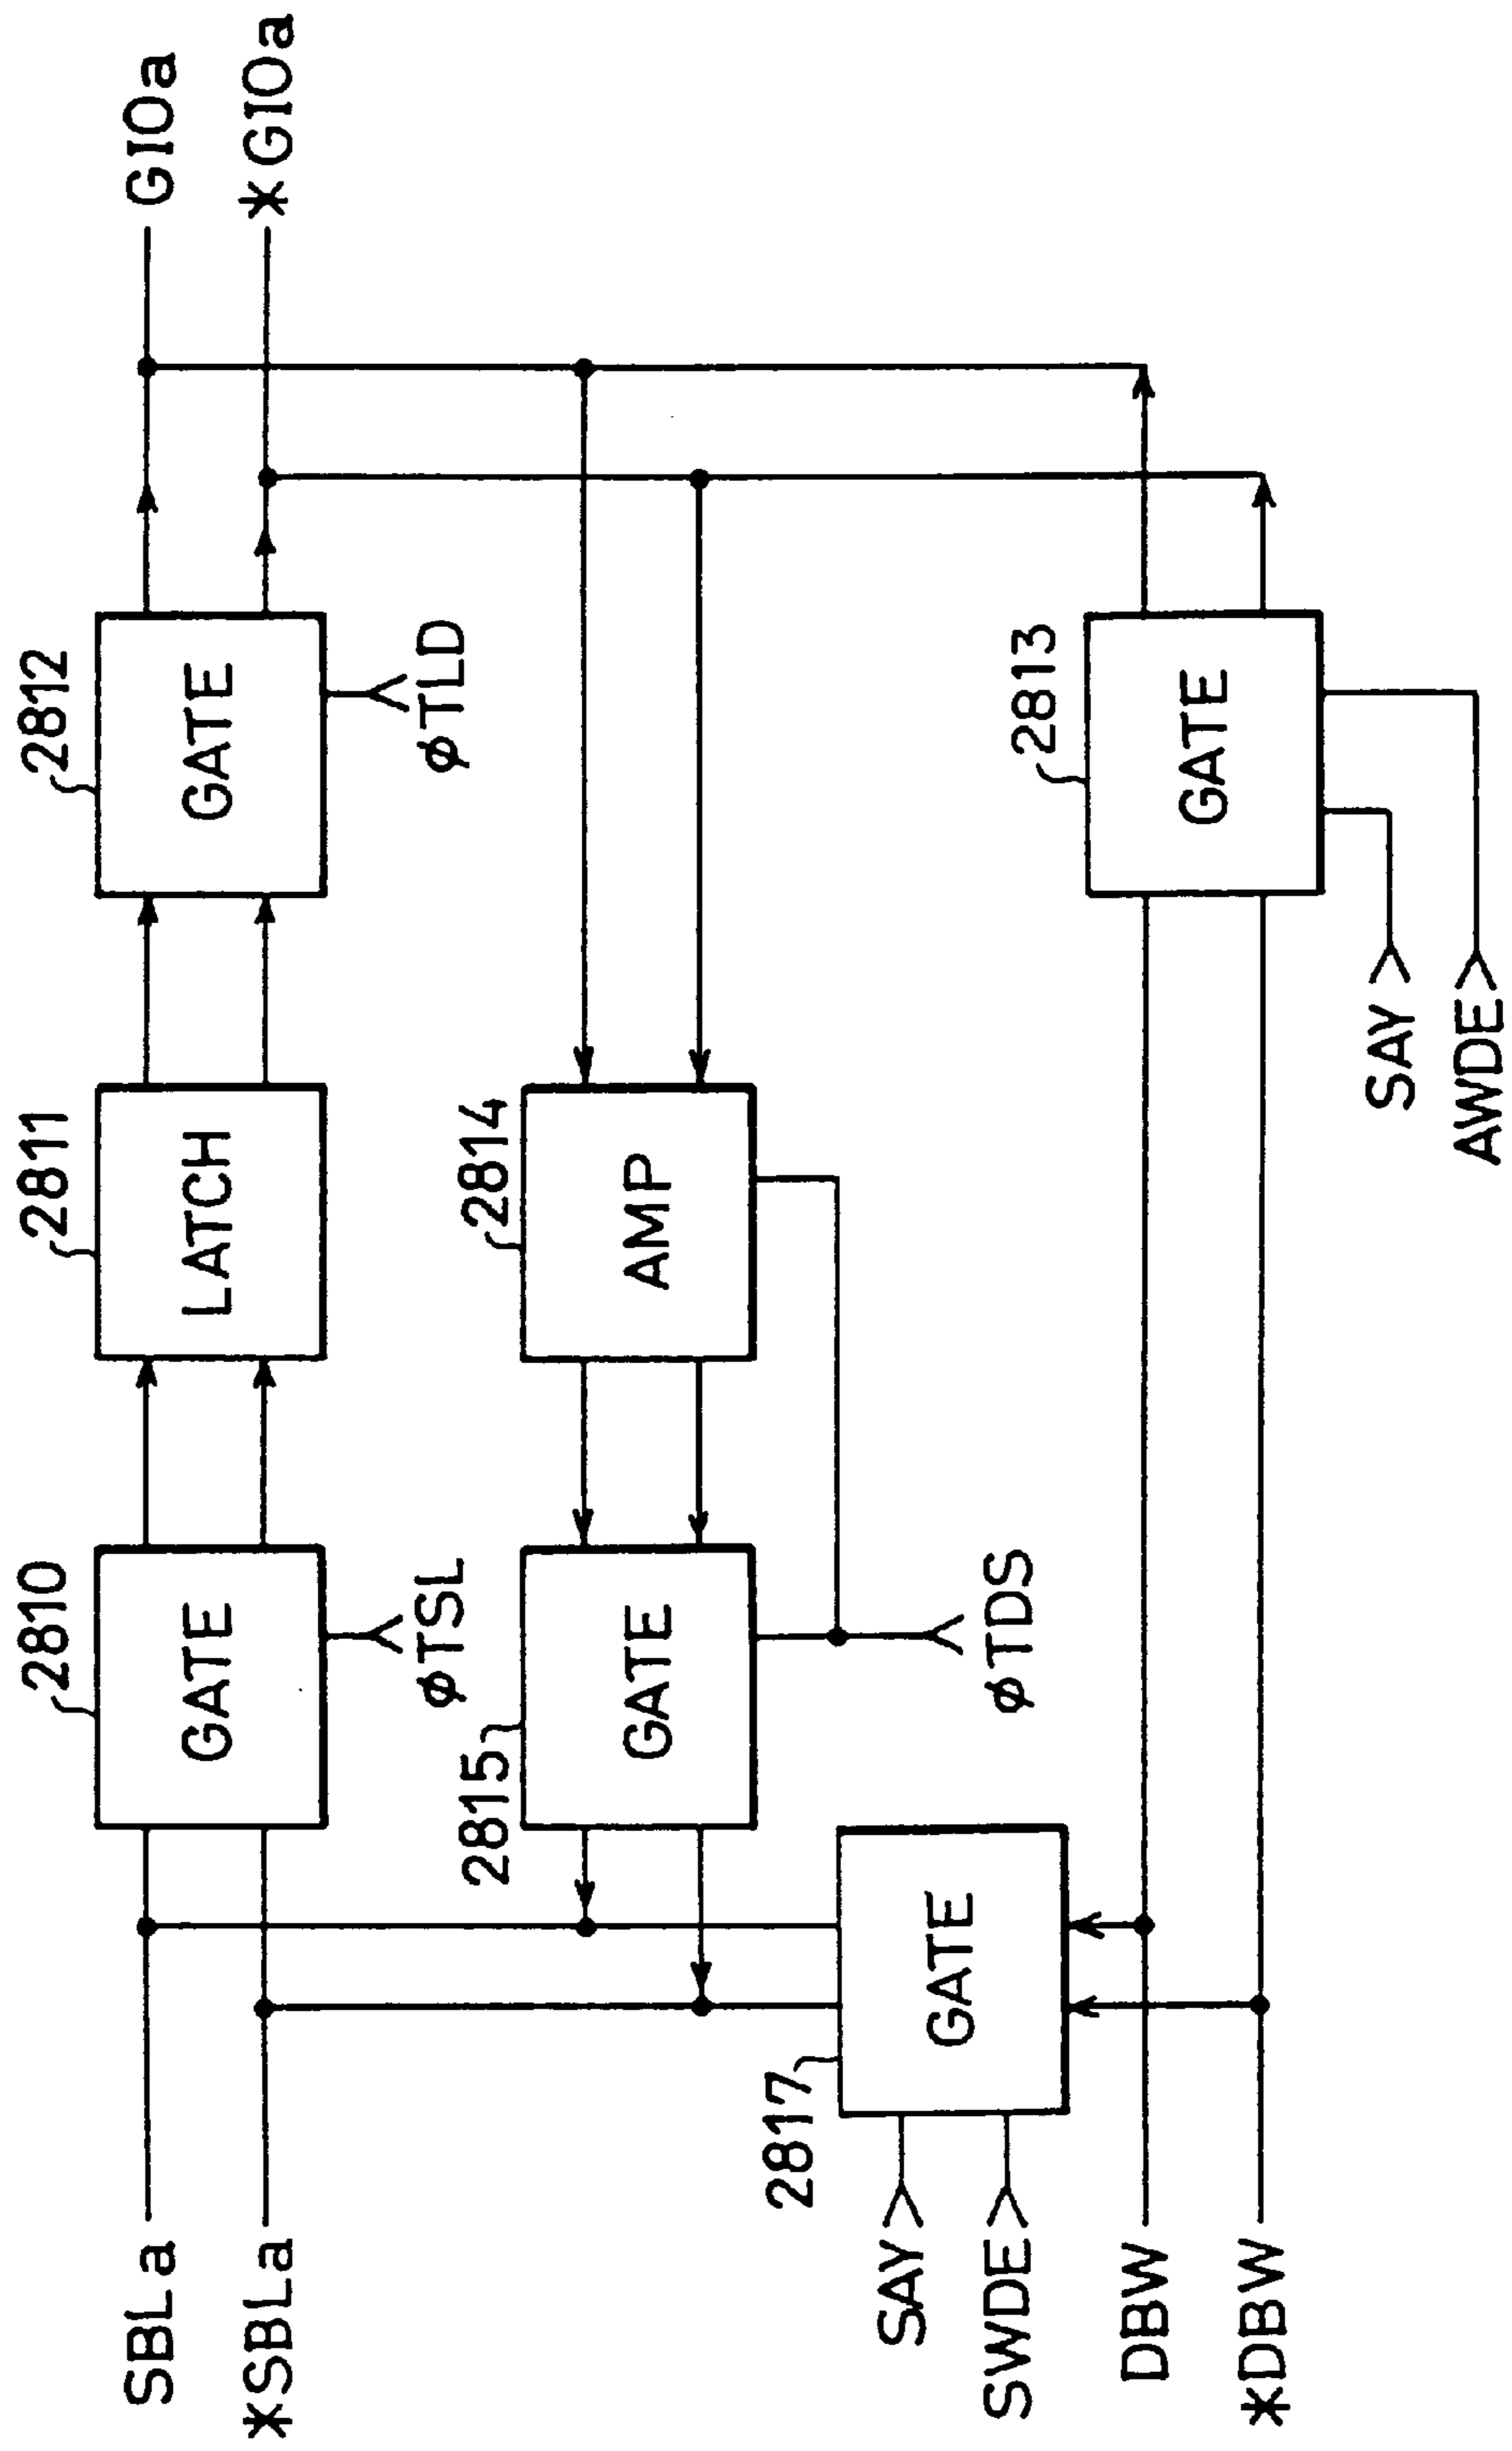 2810
2811
2812
GIOa
SBLa
GATE
LATCH
GATE
*GIOa
*SBLa
φTSL
φTLD
2815
2814
GATE
AMP
2817
SAY
GATE
SWDE
φTDS
2813
DBW
GATE
*DBW
SAY
AWDE